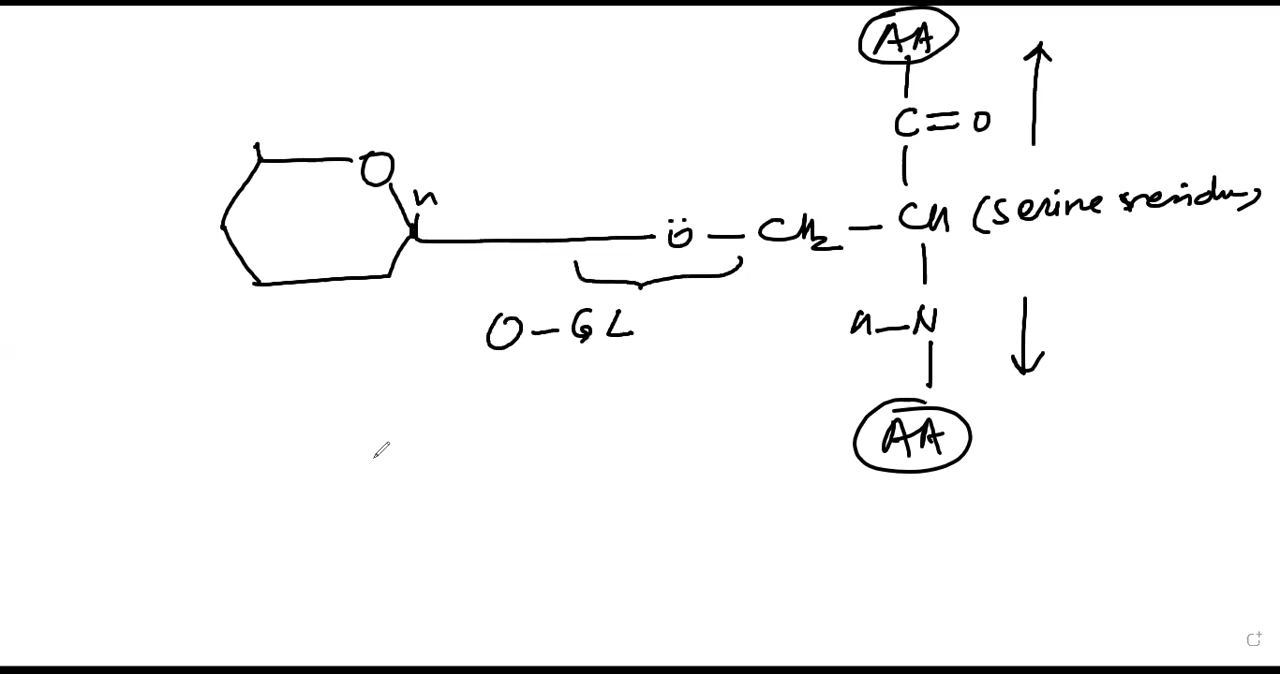 AA
C=O
O
H
Ö – CH2 – CH (serine residue)
O–GL
H–N
AA